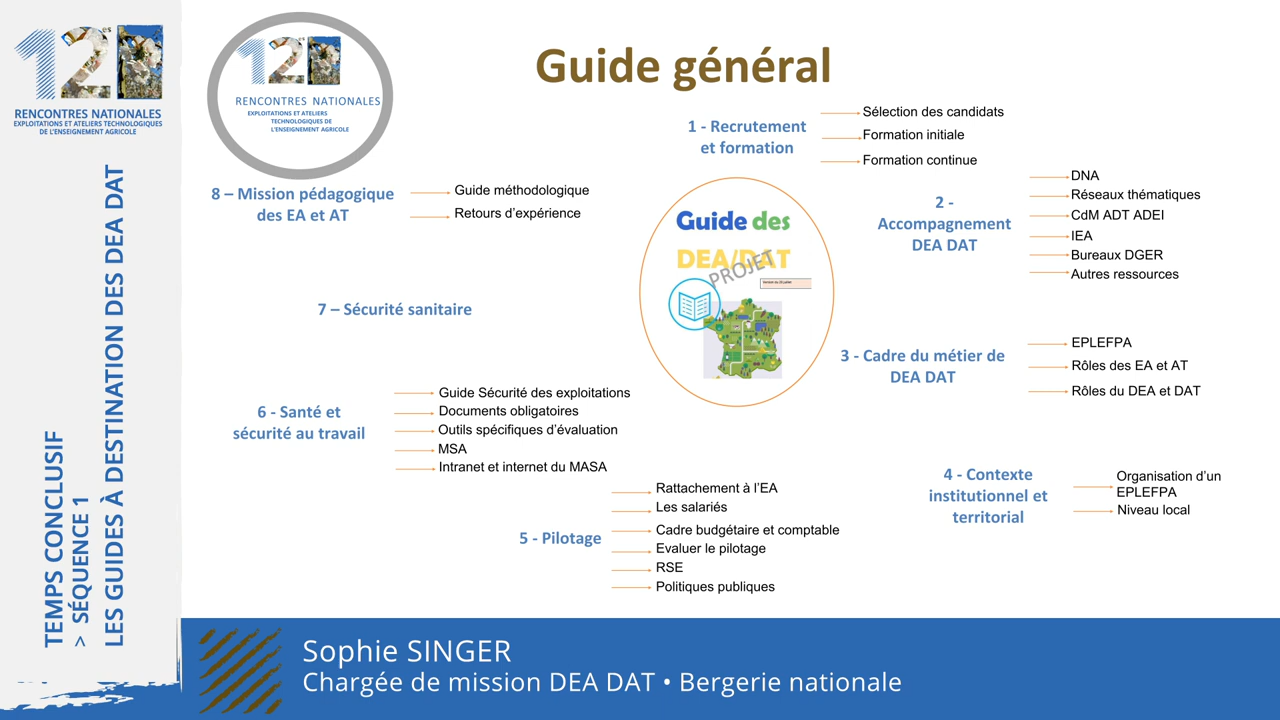 12es
RENCONTRES NATIONALES
EXPLOITATIONS ET ATELIERS TECHNOLOGIQUES
DE L'ENSEIGNEMENT AGRICOLE
TEMPS CONCLUSIF
> SÉQUENCE 1
LES GUIDES À DESTINATION DES DEA DAT
12es
RENCONTRES NATIONALES
EXPLOITATIONS ET ATELIERS
TECHNOLOGIQUES DE
L'ENSEIGNEMENT AGRICOLE
Guide général
1 - Recrutement
et formation
Sélection des candidats
Formation initiale
Formation continue
2 -
Accompagnement
DEA DAT
DNA
Réseaux thématiques
CdM ADT ADEI
IEA
Bureaux DGER
Autres ressources
3 - Cadre du métier de
DEA DAT
EPLEFPA
Rôles des EA et AT
Rôles du DEA et DAT
4 - Contexte
institutionnel et
territorial
Organisation d'un
EPLEFPA
Niveau local
5 - Pilotage
Rattachement à l'EA
Les salariés
Cadre budgétaire et comptable
Evaluer le pilotage
RSE
Politiques publiques
6 - Santé et
sécurité au travail
Guide Sécurité des exploitations
Documents obligatoires
Outils spécifiques d'évaluation
MSA
Intranet et internet du MASA
7 – Sécurité sanitaire
8 – Mission pédagogique
des EA et AT
Guide méthodologique
Retours d'expérience
Guide des
DEA/DAT
PROJET
Sophie SINGER
Chargée de mission DEA DAT • Bergerie nationale